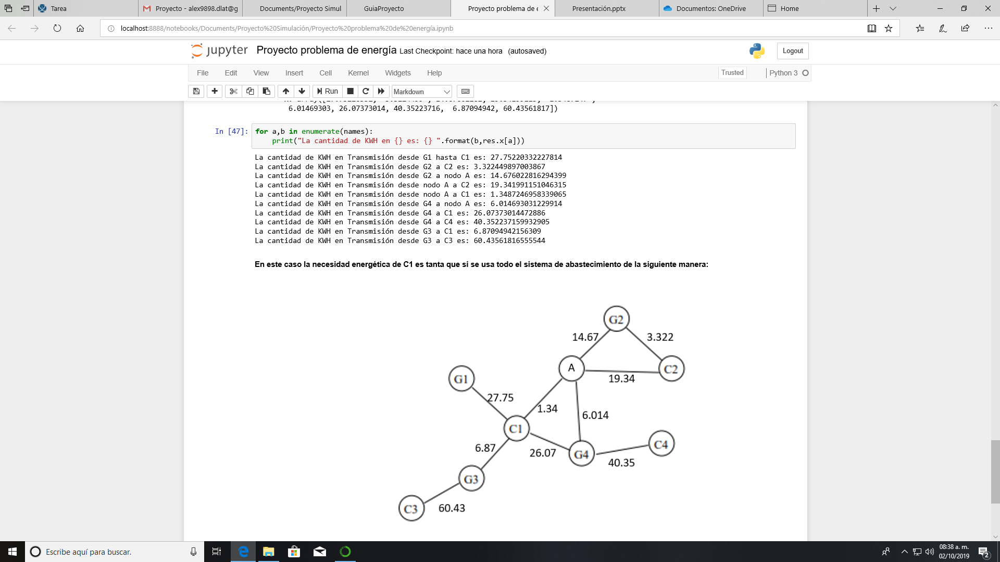 Tarea
Proyecto - alex9898.dlat@g
Documents/Proyecto Simul
GuiaProyecto
Proyecto problema de e
Presentación.pptx
Documentos: OneDrive
Home
localhost:8888/notebooks/Documents/Proyecto%20Simulación/Proyecto%20problema%20de%20energía.ipynb
jupyter Proyecto problema de energía Last Checkpoint: hace una hora (autosaved)
Logout
File Edit View Insert Cell Kernel Widgets Help
Trusted
Python 3
Run
Markdown
6.01469303, 26.07373014, 40.35223716, 6.87094942, 60.43561817])
In [47]: for a,b in enumerate(names):
print("La cantidad de KWH en {} es: {} ".format(b,res.x[a]))
La cantidad de KWH en Transmisión desde G1 hasta C1 es: 27.75220332227814
La cantidad de KWH en Transmisión desde G2 a C2 es: 3.322449897003867
La cantidad de KWH en Transmisión desde G2 a nodo A es: 14.676022816294399
La cantidad de KWH en Transmisión desde nodo A a C2 es: 19.341991151046315
La cantidad de KWH en Transmisión desde nodo A a C1 es: 1.3487246958339065
La cantidad de KWH en Transmisión desde G4 a nodo A es: 6.014693031229914
La cantidad de KWH en Transmisión desde G4 a C1 es: 26.07373014472886
La cantidad de KWH en Transmisión desde G4 a C4 es: 40.352237159932905
La cantidad de KWH en Transmisión desde G3 a C1 es: 6.87094942156309
La cantidad de KWH en Transmisión desde G3 a C3 es: 60.43561816555544
En este caso la necesidad energética de C1 es tanta que si se usa todo el sistema de abastecimiento de la siguiente manera:
G2
14.67
3.322
A
C2
19.34
G1
27.75
1.34
6.014
C1
6.87
26.07
G4
C4
40.35
G3
C3
60.43
Escribe aquí para buscar.
08:38 a. m.
02/10/2019
2